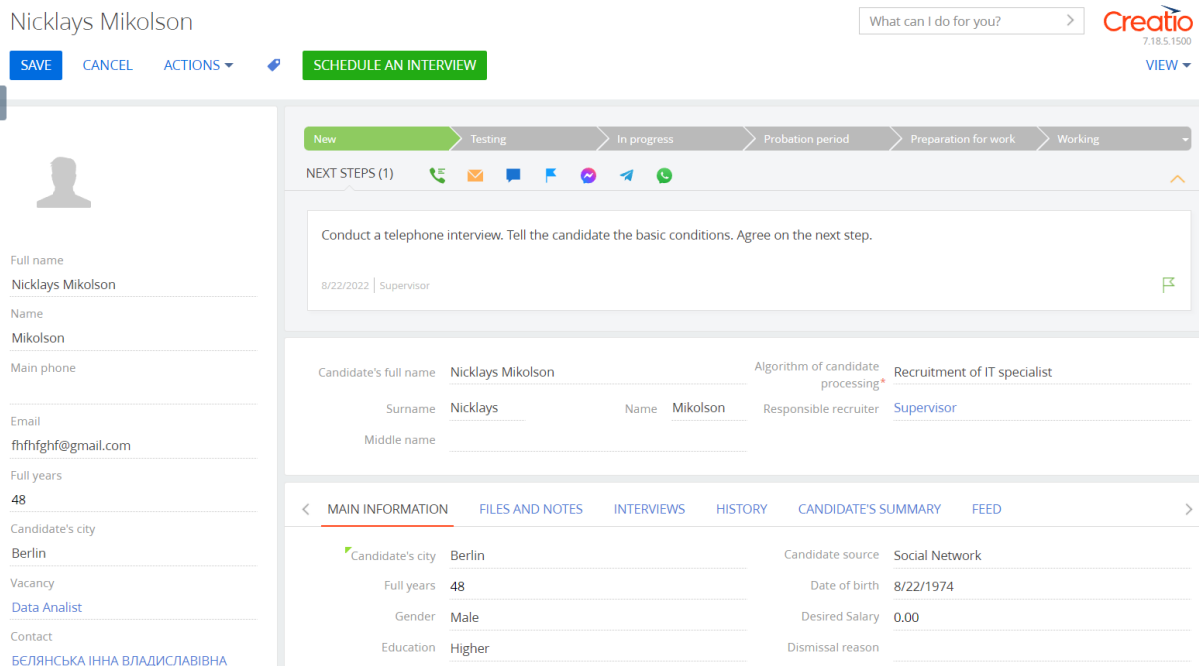 Nicklays Mikolson
What can I do for you?
Creatio
7.18.5.1500
SAVE CANCEL ACTIONS SCHEDULE AN INTERVIEW VIEW
New Testing In progress Probation period Preparation for work Working
NEXT STEPS (1)
Conduct a telephone interview. Tell the candidate the basic conditions. Agree on the next step.
8/22/2022 Supervisor
Full name
Nicklays Mikolson
Name
Mikolson
Main phone
Email
fhfhfghf@gmail.com
Full years
48
Candidate's city
Berlin
Vacancy
Data Analist
Contact
БЄЛЯНСЬКА ІННА ВЛАДИСЛАВІВНА
Candidate's full name Nicklays Mikolson
Algorithm of candidate
processing* Recruitment of IT specialist
Surname Nicklays Name Mikolson Responsible recruiter Supervisor
Middle name
MAIN INFORMATION FILES AND NOTES INTERVIEWS HISTORY CANDIDATE'S SUMMARY FEED
Candidate's city Berlin Candidate source Social Network
Full years 48 Date of birth 8/22/1974
Gender Male Desired Salary 0.00
Education Higher Dismissal reason